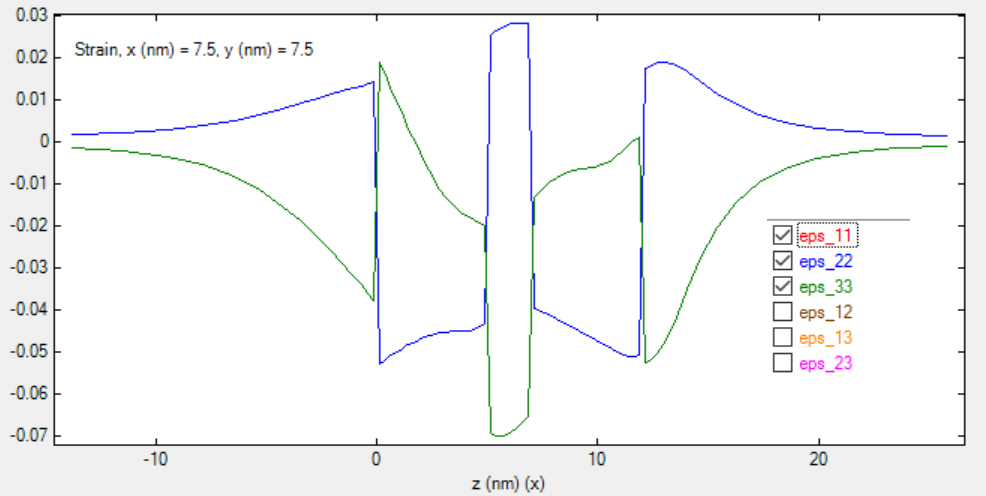 0.03
0.02
0.01
0
-0.01
-0.02
-0.03
-0.04
-0.05
-0.06
-0.07
Strain, x (nm) = 7.5, y (nm) = 7.5
eps_11
eps_22
eps_33
eps_12
eps_13
eps_23
-10 0 10 20
z (nm) (x)